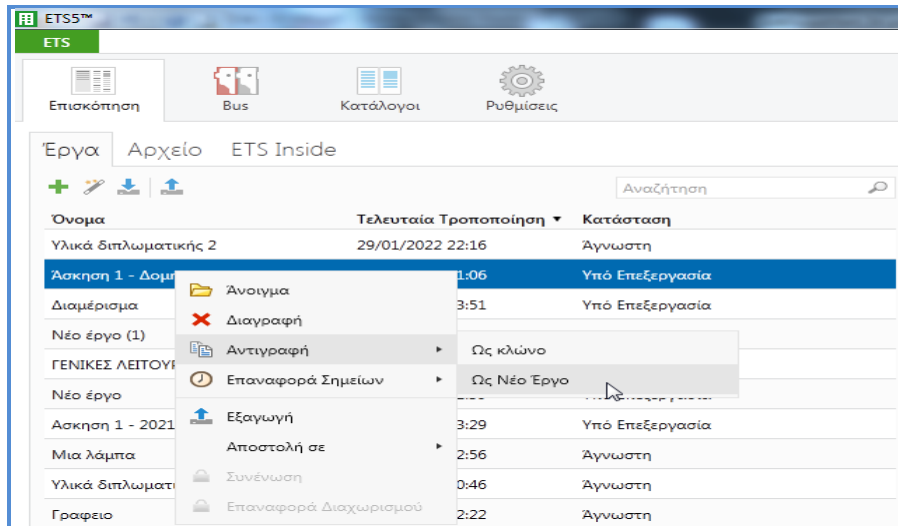 ETS5™
ETS
Επισκόπηση Bus Κατάλογοι Ρυθμίσεις
Έργα Αρχείο ETS Inside
Αναζήτηση
Όνομα Τελευταία Τροποποίηση ▼ Κατάσταση
Υλικά διπλωματικής 2 29/01/2022 22:16 Άγνωστη
Άσκηση 1 - Δομ 1:06 Υπό Επεξεργασία
Άνοιγμα
Διαμέρισμα 3:51 Υπό Επεξεργασία
Διαγραφή
Νέο έργο (1)
Αντιγραφή Ως κλώνο
ΓΕΝΙΚΕΣ ΛΕΙΤΟΥΡ
Επαναφορά Σημείων Ως Νέο Έργο
Νέο έργο
Εξαγωγή
Ασκηση 1 - 2021 3:29 Υπό Επεξεργασία
Αποστολή σε
Μια λάμπα 2:56 Άγνωστη
Συνένωση
Υλικά διπλωματι 0:46 Άγνωστη
Επαναφορά Διαχωρισμού
Γραφειο 2:22 Άγνωστη